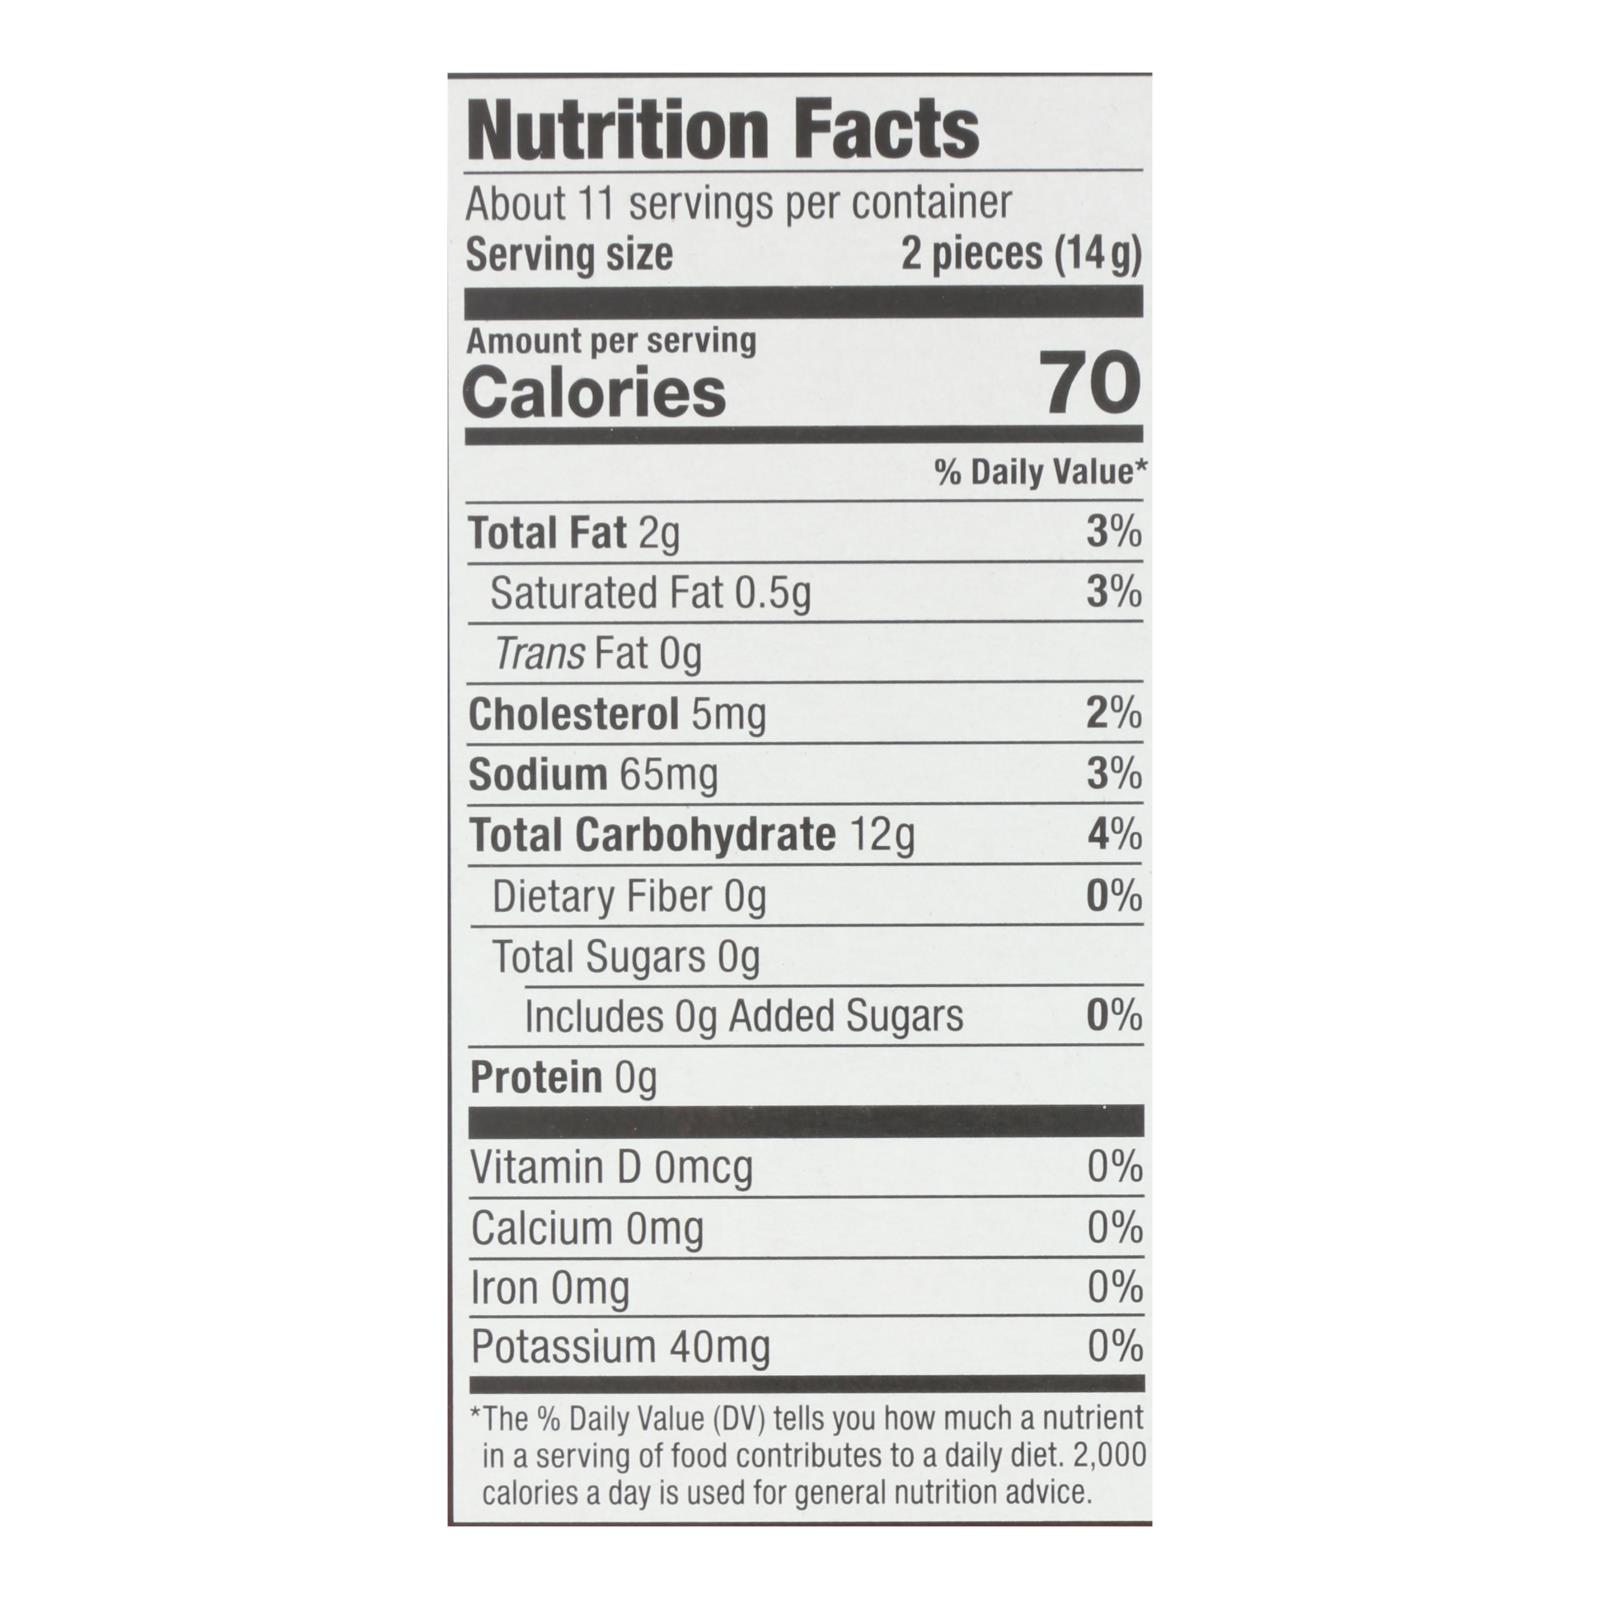 Nutrition Facts
About 11 servings per container
Serving size 2 pieces (14g)
Amount per serving
Calories 70
% Daily Value*
Total Fat 2g 3%
Saturated Fat 0.5g 3%
Trans Fat 0g
Cholesterol 5mg 2%
Sodium 65mg 3%
Total Carbohydrate 12g 4%
Dietary Fiber 0g 0%
Total Sugars 0g
Includes 0g Added Sugars 0%
Protein 0g
Vitamin D 0mcg 0%
Calcium 0mg 0%
Iron 0mg 0%
Potassium 40mg 0%
*The % Daily Value (DV) tells you how much a nutrient
in a serving of food contributes to a daily diet. 2,000
calories a day is used for general nutrition advice.